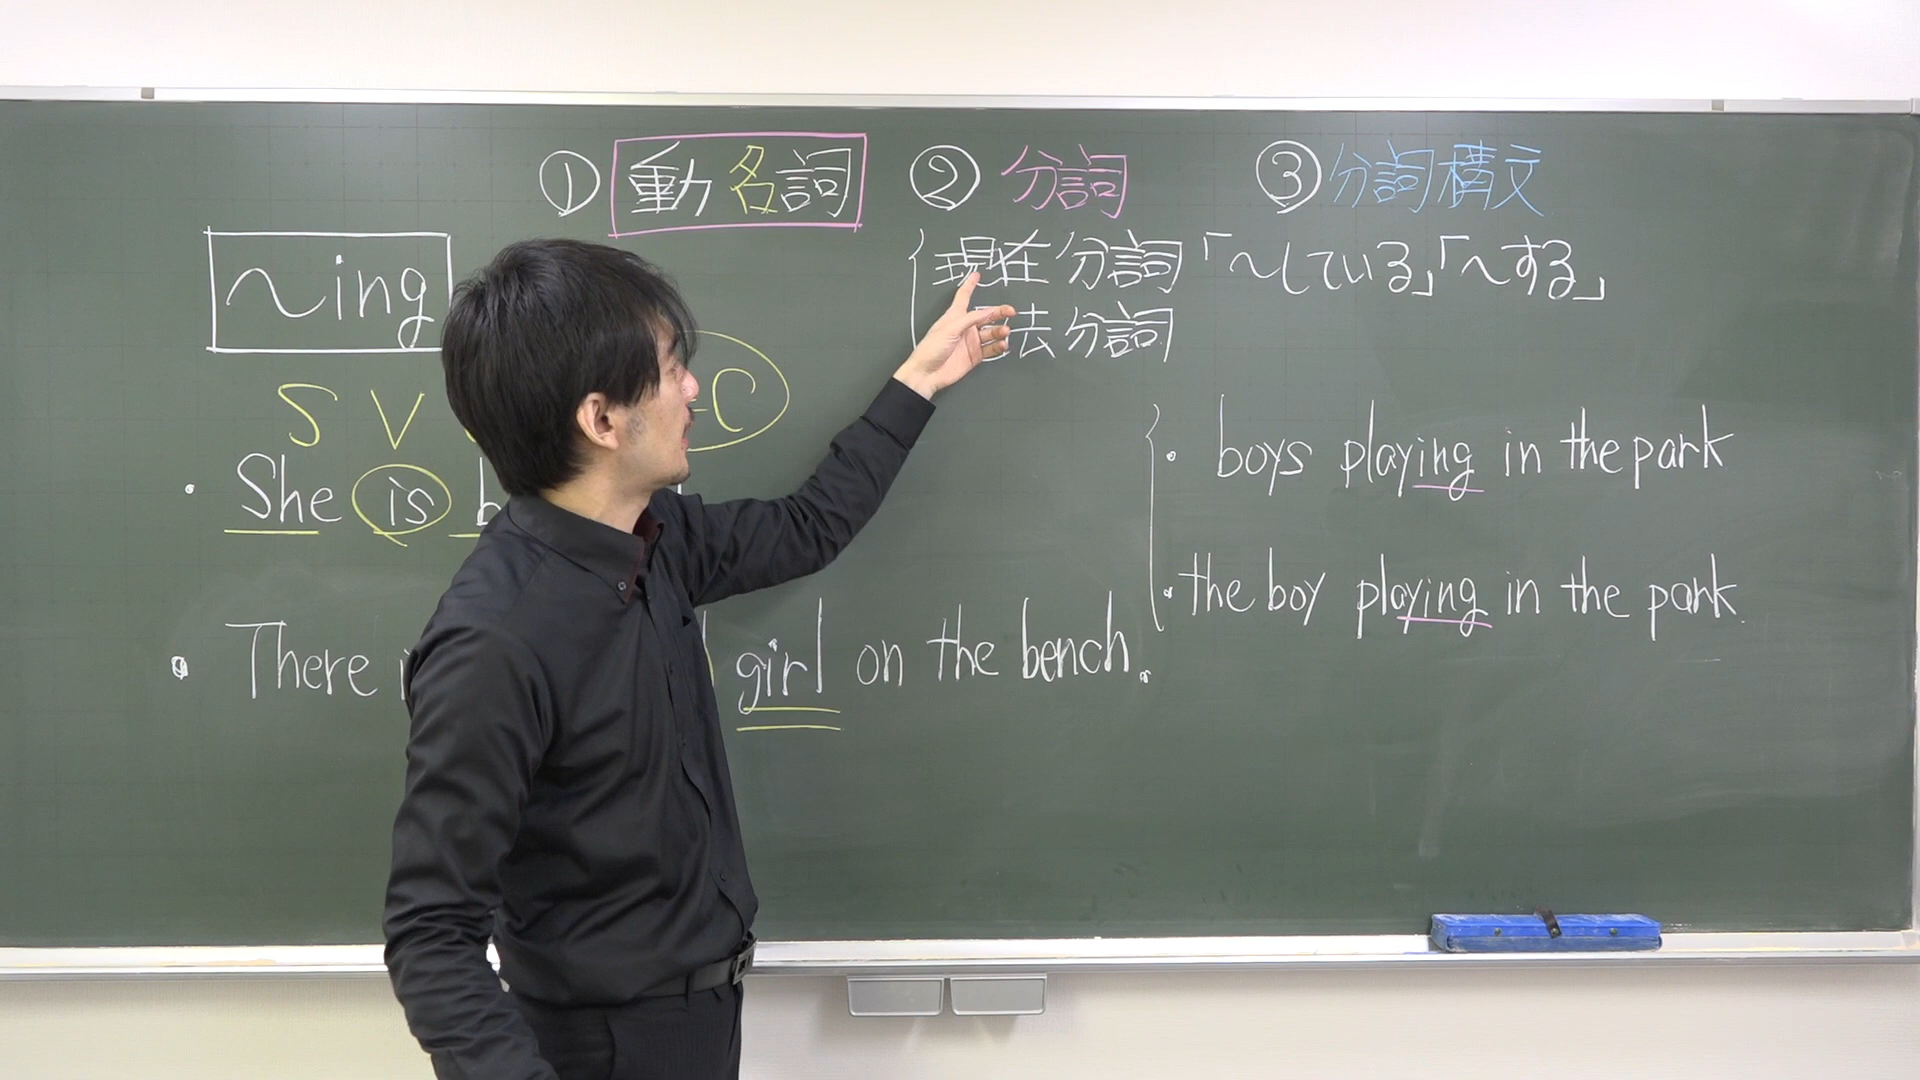 ① 動名詞 ② 分詞 ③ 分詞構文
~ing
現在分詞「~している」「~する」
去分詞
S V C
・boys playing in the park
・She is
・the boy playing in the park.
・There girl on the bench.